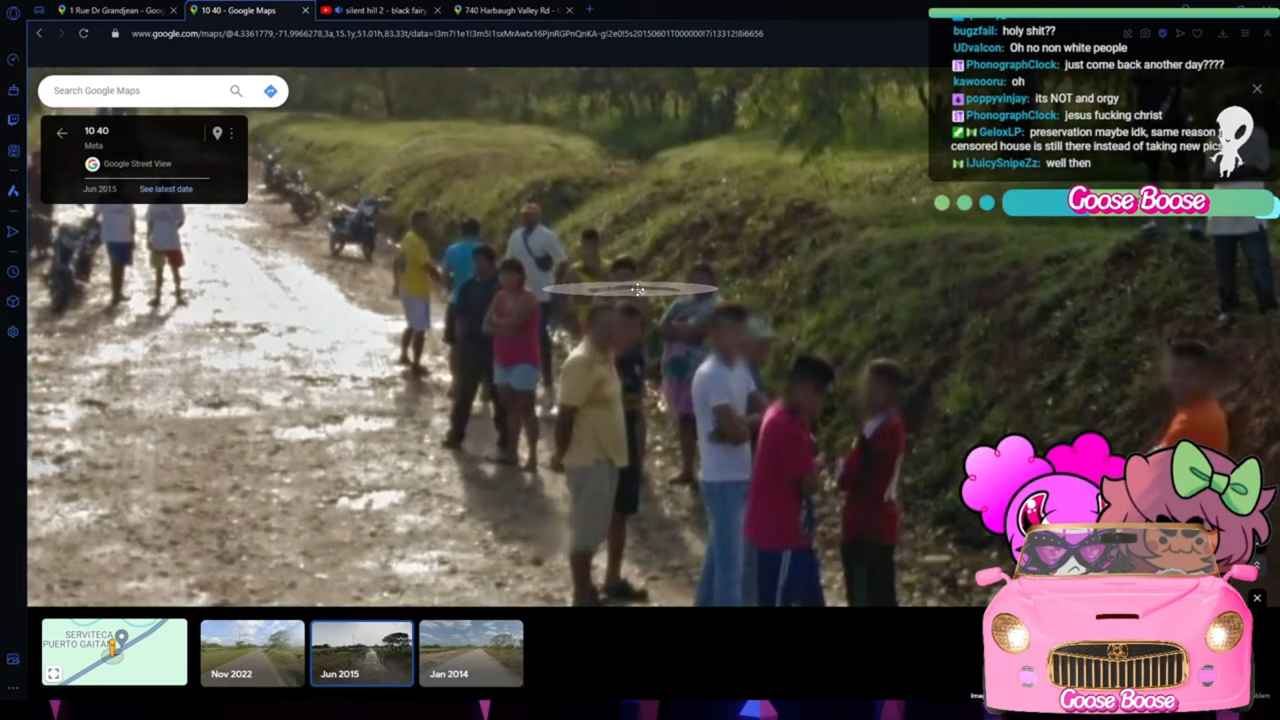 1 Rue Dr Grandjean - Goog
10 40 - Google Maps
silent hill 2 - black fairy
740 Harbaugh Valley Rd - G
www.google.com/maps/@4.3361779,-71.9966278,3a,15.1y,51.01h,83.33t/data=!3m7!1e1!3m5!1sxMrAwtx16PjnRGPnQnKA-g!2e0!5s20150601T000000!7i13312!8i6656
Search Google Maps
10 40
Meta
Google Street View
Jun 2015
See latest date
bugzfall: holy shit??
UDvalcon: Oh no non white people
PhonographClock: just come back another day????
kawoooru: oh
poppyvinjay: its NOT and orgy
PhonographClock: jesus fucking christ
GeloxLP: preservation maybe idk, same reason
censored house is still there instead of taking new pics
iJuicySnipeZz: well then
Goose Boose
SERVITECA
PUERTO GAITAN
Nov 2022
Jun 2015
Jan 2014
Goose Boose